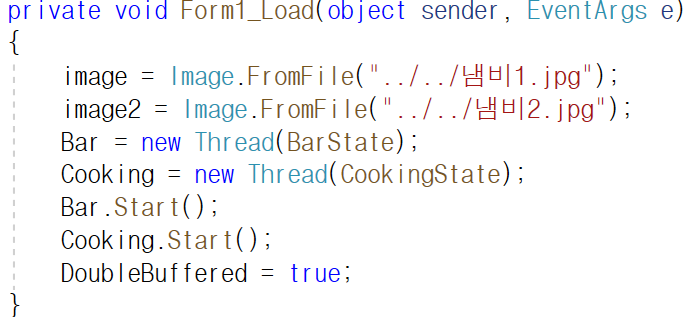 private void Form1_Load(object sender, EventArgs e)
{
image = Image.FromFile("../../냄비1.jpg");
image2 = Image.FromFile("../../냄비2.jpg");
Bar = new Thread(BarState);
Cooking = new Thread(CookingState);
Bar.Start();
Cooking.Start();
DoubleBuffered = true;
}